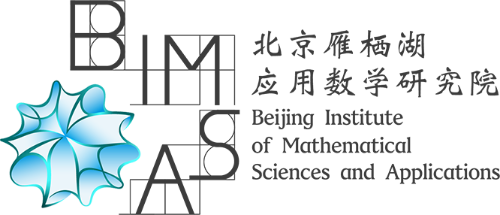 BIMSA
北京雁栖湖
应用数学研究院
Beijing Institute
of Mathematical
Sciences and Applications